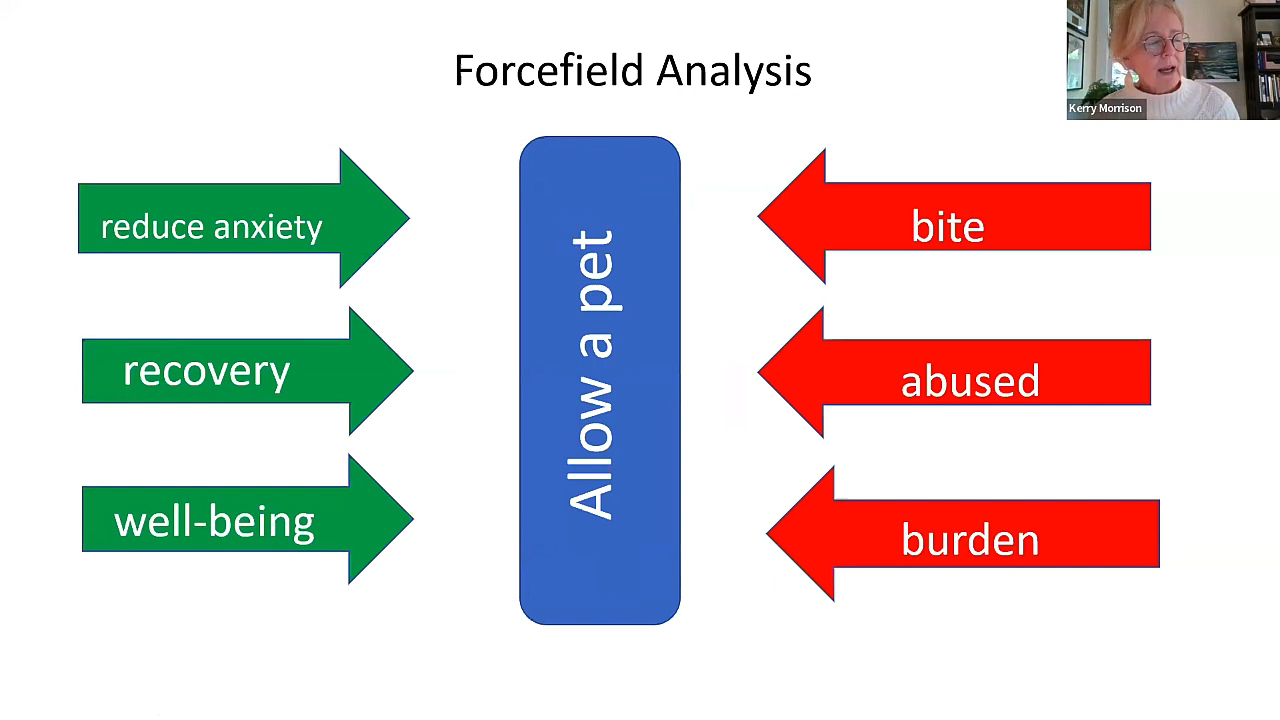 Forcefield Analysis
Kerry Morrison
reduce anxiety
recovery
well-being
Allow a pet
bite
abused
burden